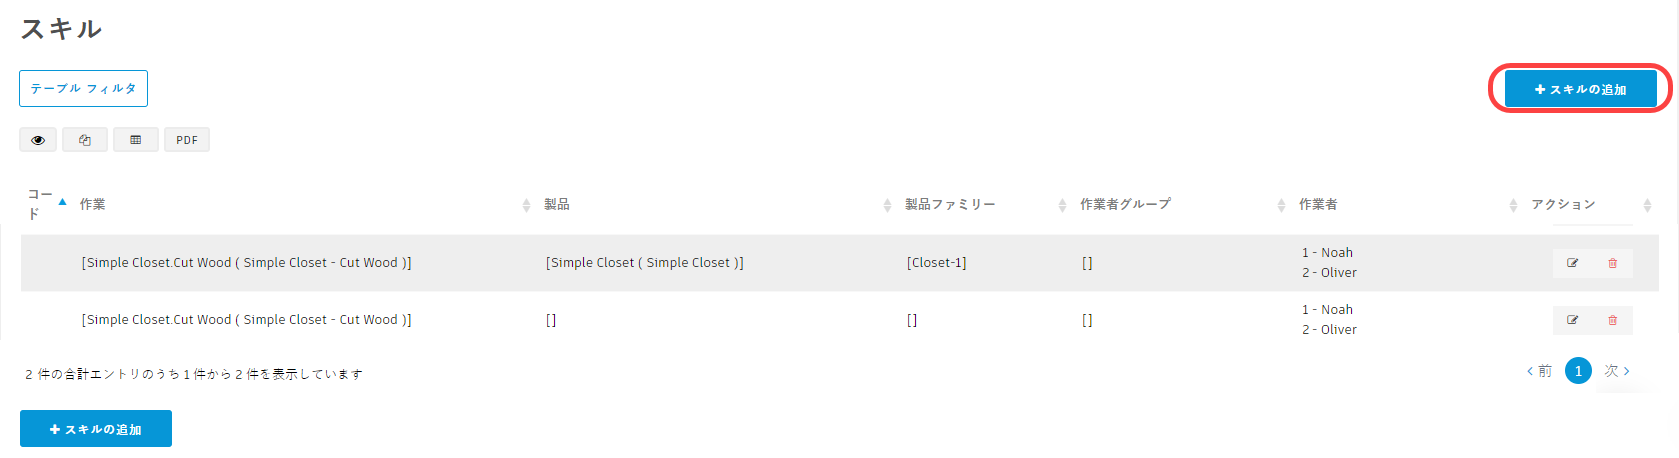 スキル
テーブル フィルタ
スキルの追加
PDF
コー
ド
作業
製品
製品ファミリー
作業者グループ
作業者
アクション
[Simple Closet.Cut Wood ( Simple Closet - Cut Wood )]
[Simple Closet ( Simple Closet )]
[Closet-1]
[]
1 - Noah
2 - Oliver
[Simple Closet.Cut Wood ( Simple Closet - Cut Wood )]
[]
[]
[]
1 - Noah
2 - Oliver
2 件の合計エントリのうち 1 件から 2 件を表示しています
前 1 次
スキルの追加